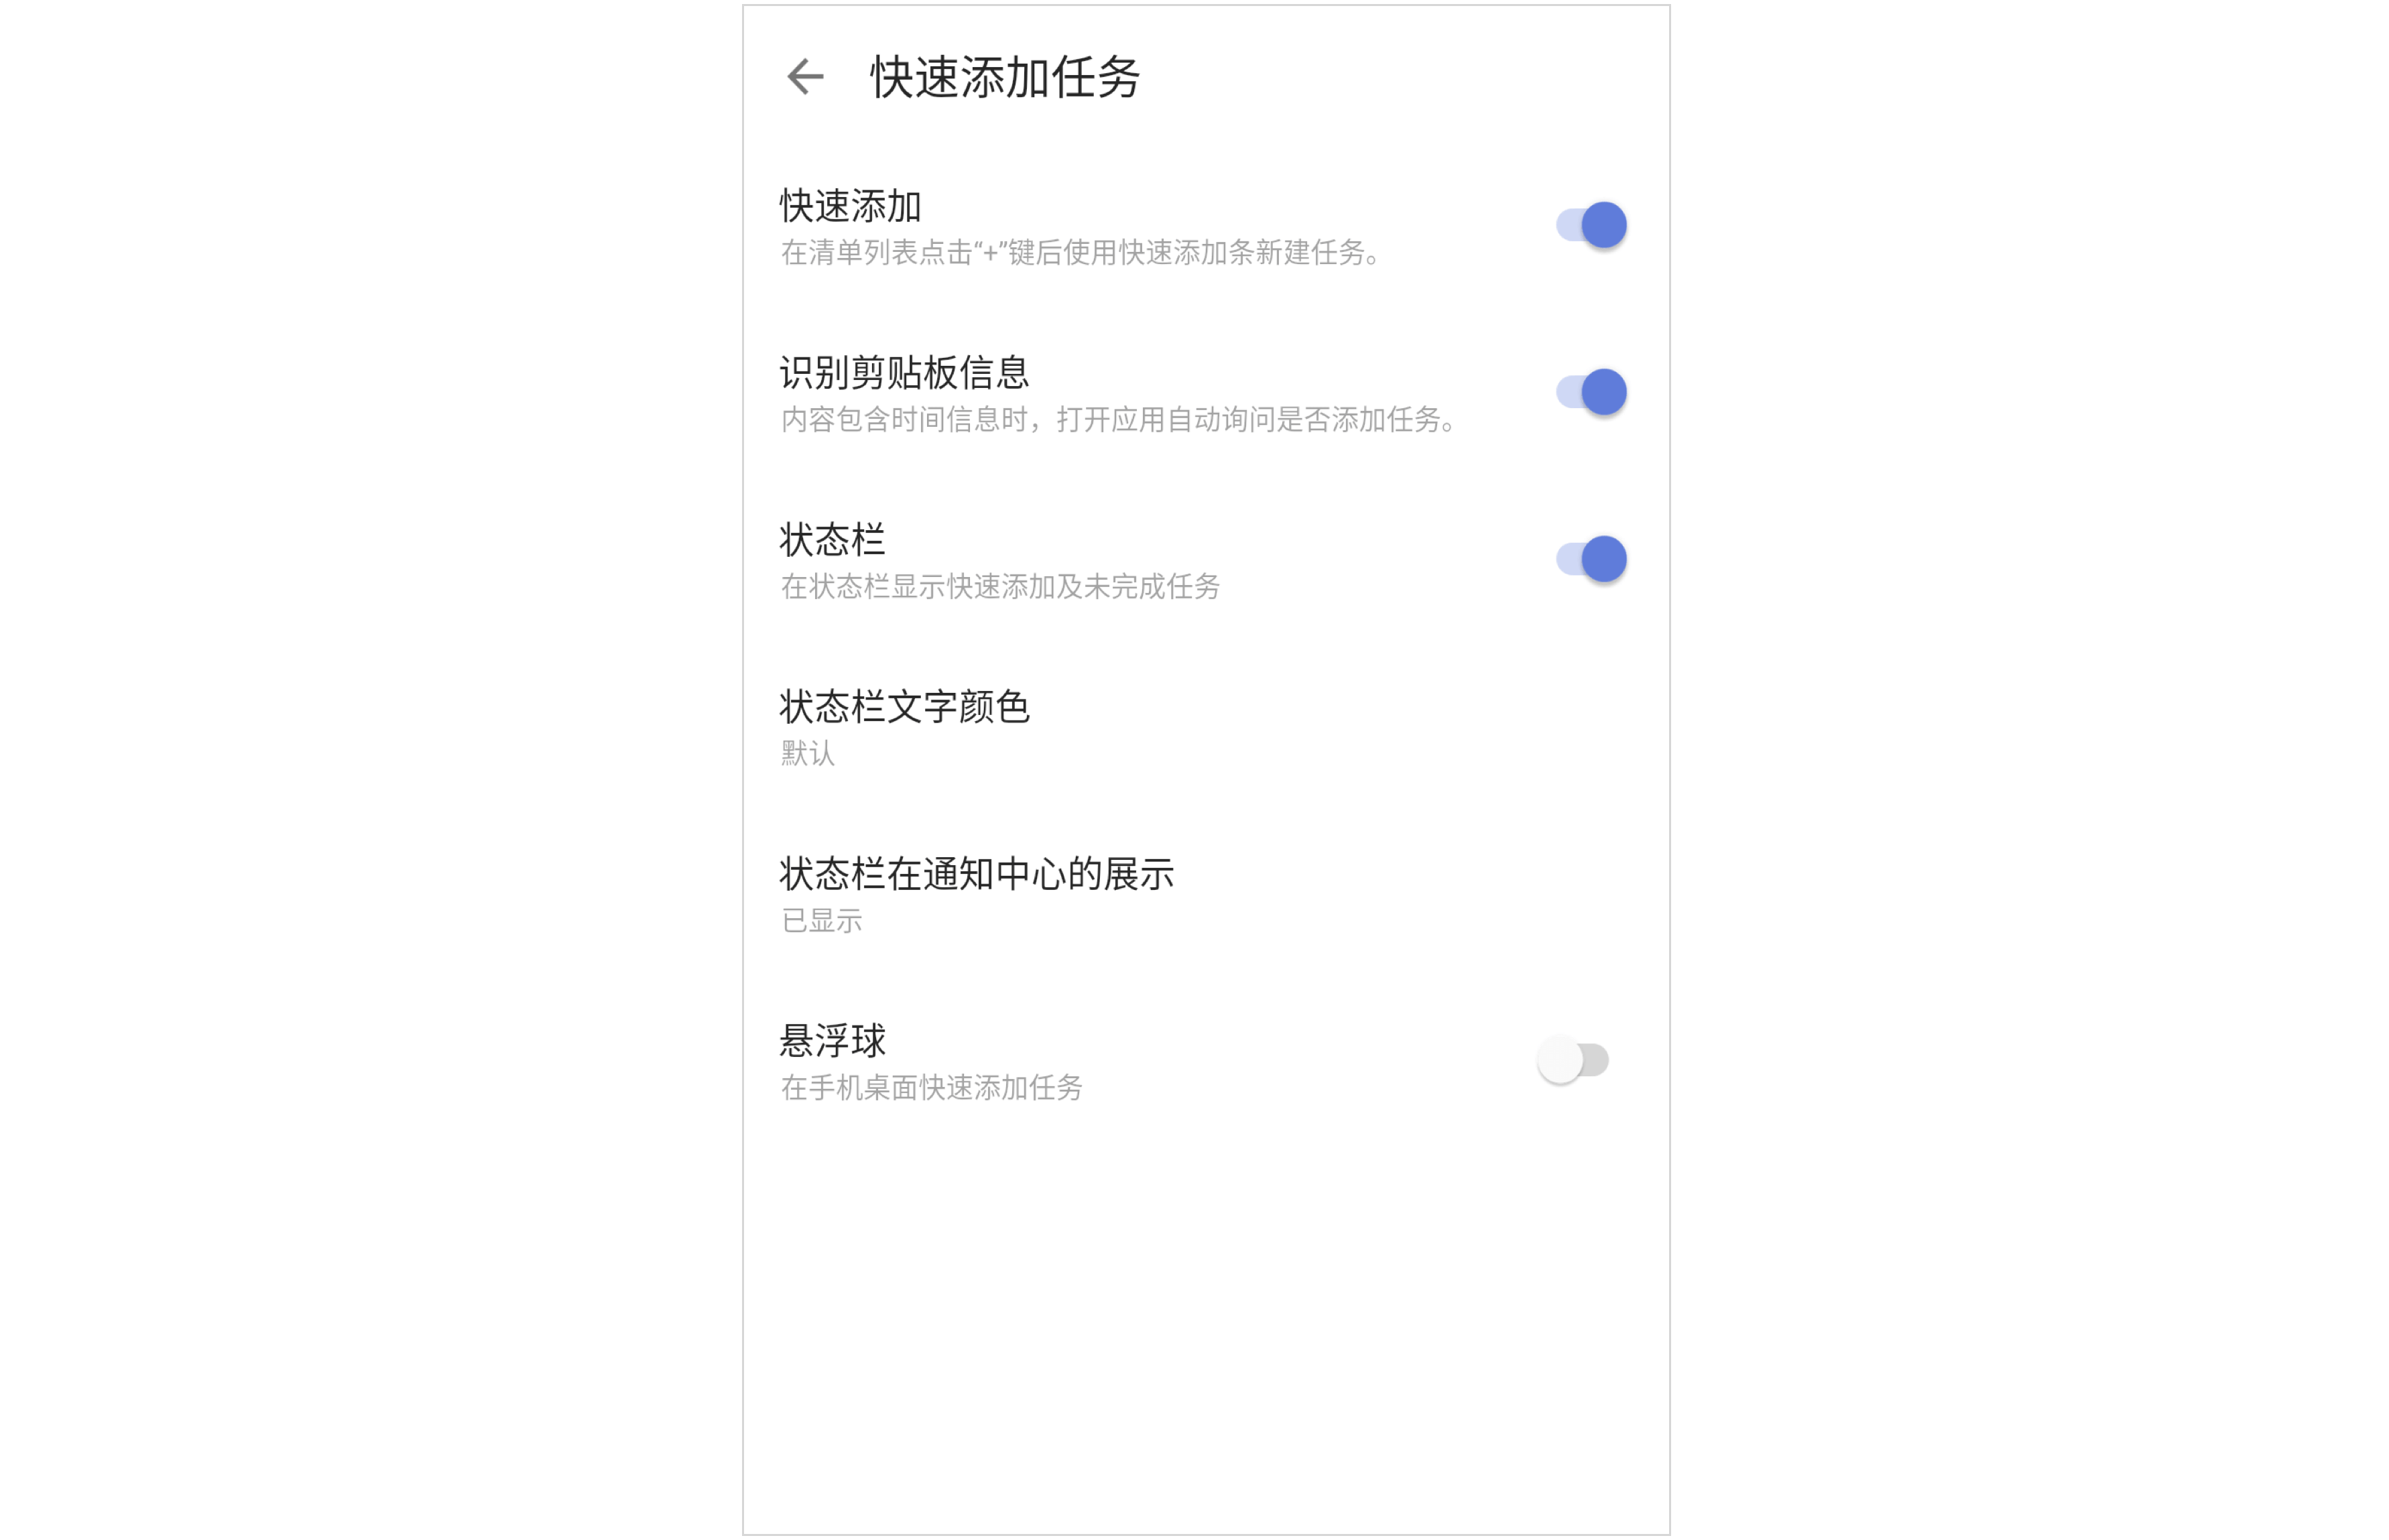 快速添加任务
快速添加
在清单列表点击“+”键后使用快速添加条新建任务。
识别剪贴板信息
内容包含时间信息时，打开应用自动询问是否添加任务。
状态栏
在状态栏显示快速添加及未完成任务
状态栏文字颜色
默认
状态栏在通知中心的展示
已显示
悬浮球
在手机桌面快速添加任务